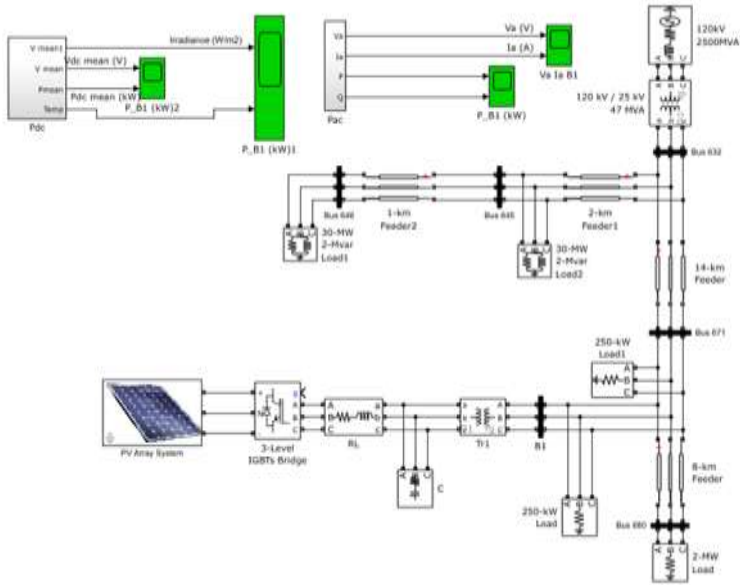 V mean1
V mean
Pmean
Temp
Pdc
Irradiance (W/m2)
Vdc mean (V)
Pdc mean (kW)
P_B1 (kW)2
P_B1 (kW)1
Va
Ia
P
Q
Pac
Va (V)
Ia (A)
Va Ia B1
P_B1 (kW)
120kV
2500MVA
A B C
120 kV / 25 kV
47 MVA
Bus 632
Bus 646
1-km
Feeder2
Bus 645
2-km
Feeder1
A B C
30-MW
2-Mvar
Load1
A B C
30-MW
2-Mvar
Load2
14-km
Feeder
Bus 671
250-kW
Load1
A
B
C
PV Array System
A
B
C
3-Level
IGBTs Bridge
A
B
C
RL
A B C
C
Tr1
B1
250-kW
Load
A B C
8-km
Feeder
Bus 680
A B C
2-MW
Load